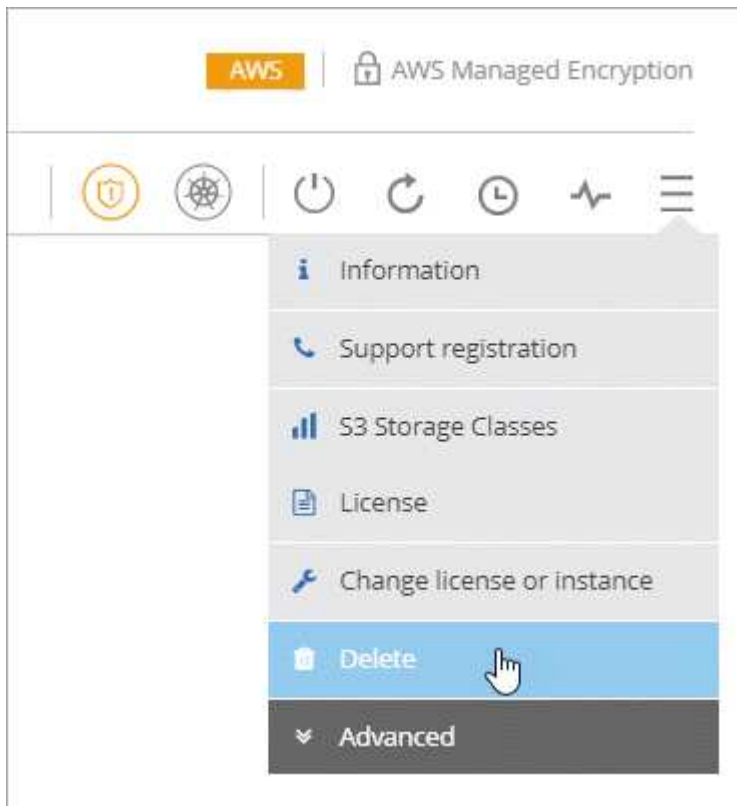 AWS
AWS Managed Encryption
Information
Support registration
S3 Storage Classes
License
Change license or instance
Delete
Advanced